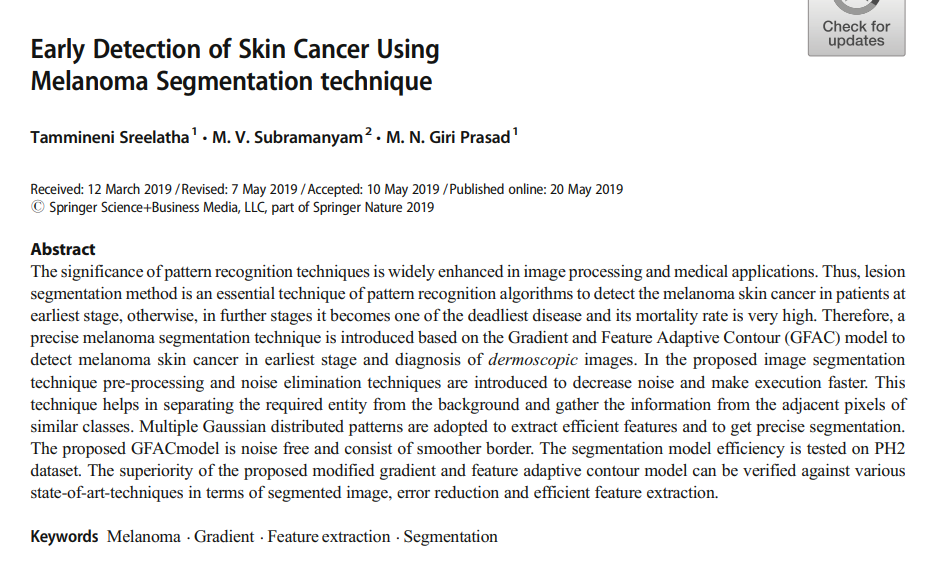 Check for
updates
Early Detection of Skin Cancer Using
Melanoma Segmentation technique
Tammineni Sreelatha 1 · M. V. Subramanyam 2 · M. N. Giri Prasad 1
Received: 12 March 2019 / Revised: 7 May 2019 / Accepted: 10 May 2019 / Published online: 20 May 2019
© Springer Science+Business Media, LLC, part of Springer Nature 2019
Abstract
The significance of pattern recognition techniques is widely enhanced in image processing and medical applications. Thus, lesion
segmentation method is an essential technique of pattern recognition algorithms to detect the melanoma skin cancer in patients at
earliest stage, otherwise, in further stages it becomes one of the deadliest disease and its mortality rate is very high. Therefore, a
precise melanoma segmentation technique is introduced based on the Gradient and Feature Adaptive Contour (GFAC) model to
detect melanoma skin cancer in earliest stage and diagnosis of dermoscopic images. In the proposed image segmentation
technique pre-processing and noise elimination techniques are introduced to decrease noise and make execution faster. This
technique helps in separating the required entity from the background and gather the information from the adjacent pixels of
similar classes. Multiple Gaussian distributed patterns are adopted to extract efficient features and to get precise segmentation.
The proposed GFACmodel is noise free and consist of smoother border. The segmentation model efficiency is tested on PH2
dataset. The superiority of the proposed modified gradient and feature adaptive contour model can be verified against various
state-of-art-techniques in terms of segmented image, error reduction and efficient feature extraction.
Keywords Melanoma · Gradient · Feature extraction · Segmentation